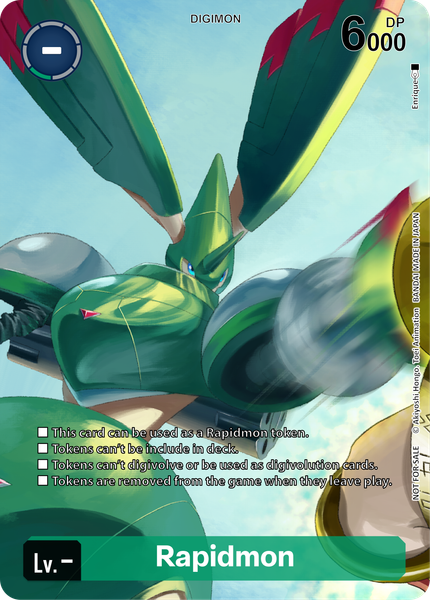 DIGIMON
DP
6000
-
Enrique
This card can be used as a Rapidmon token.
Tokens can't be include in deck.
Tokens can't digivolve or be used as digivolution cards.
Tokens are removed from the game when they leave play.
NOT FOR SALE © Akiyoshi Hongo, Toei Animation BANDAI MADE IN JAPAN
Lv.-
Rapidmon